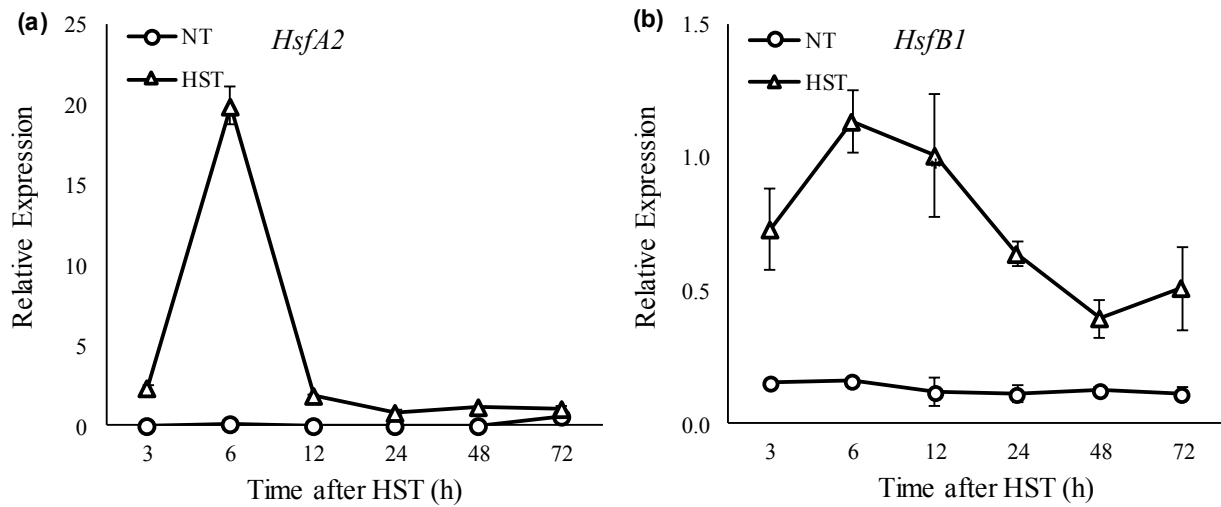 (a)
HsfA2
NT
HST
25
20
15
10
5
0
Relative Expression
3 6 12 24 48 72
Time after HST (h)
(b)
HsfB1
NT
HST
1.5
1.0
0.5
0.0
Relative Expression
3 6 12 24 48 72
Time after HST (h)